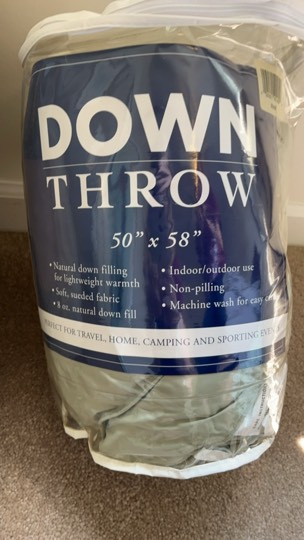 DOWN
THROW
50" x 58"
• Natural down filling
for lightweight warmth
• Soft, sueded fabric
• 8 oz. natural down fill
• Indoor/outdoor use
• Non-pilling
• Machine wash for easy
PERFECT FOR TRAVEL, HOME, CAMPING AND SPORTING